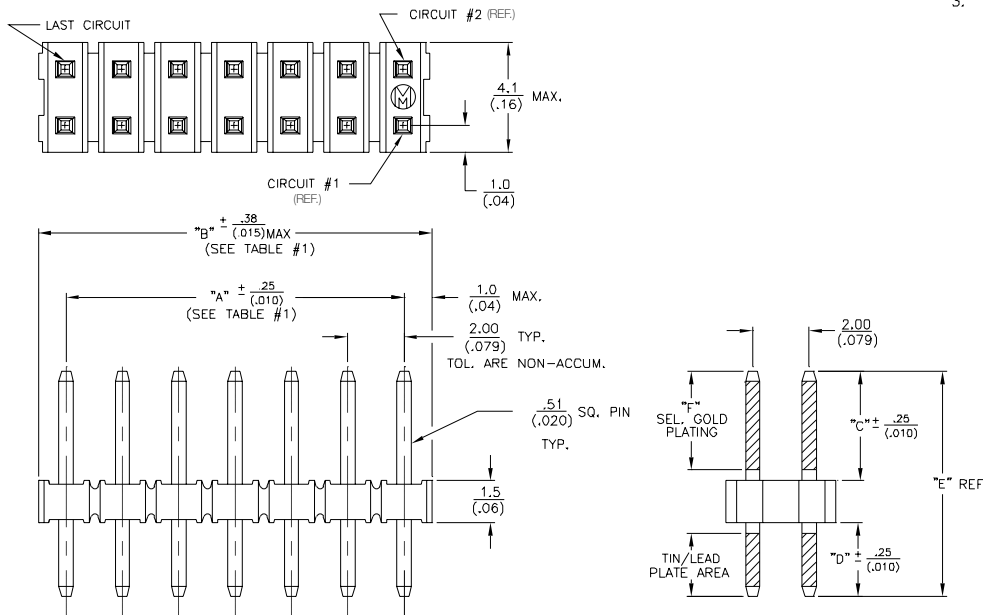 3.
LAST CIRCUIT
CIRCUIT #2 (REF.)
4.1
(.16) MAX.
M
CIRCUIT #1
(REF.)
1.0
(.04)
"B" ± .38
(.015) MAX
(SEE TABLE #1)
"A" ± .25
(.010)
(SEE TABLE #1)
1.0 MAX.
(.04)
2.00 TYP.
(.079)
TOL. ARE NON-ACCUM.
.51 SQ. PIN
(.020)
TYP.
1.5
(.06)
2.00
(.079)
"F"
SEL. GOLD
PLATING
"C" ± .25
(.010)
"E" REF
TIN/LEAD
PLATE AREA
"D" ± .25
(.010)